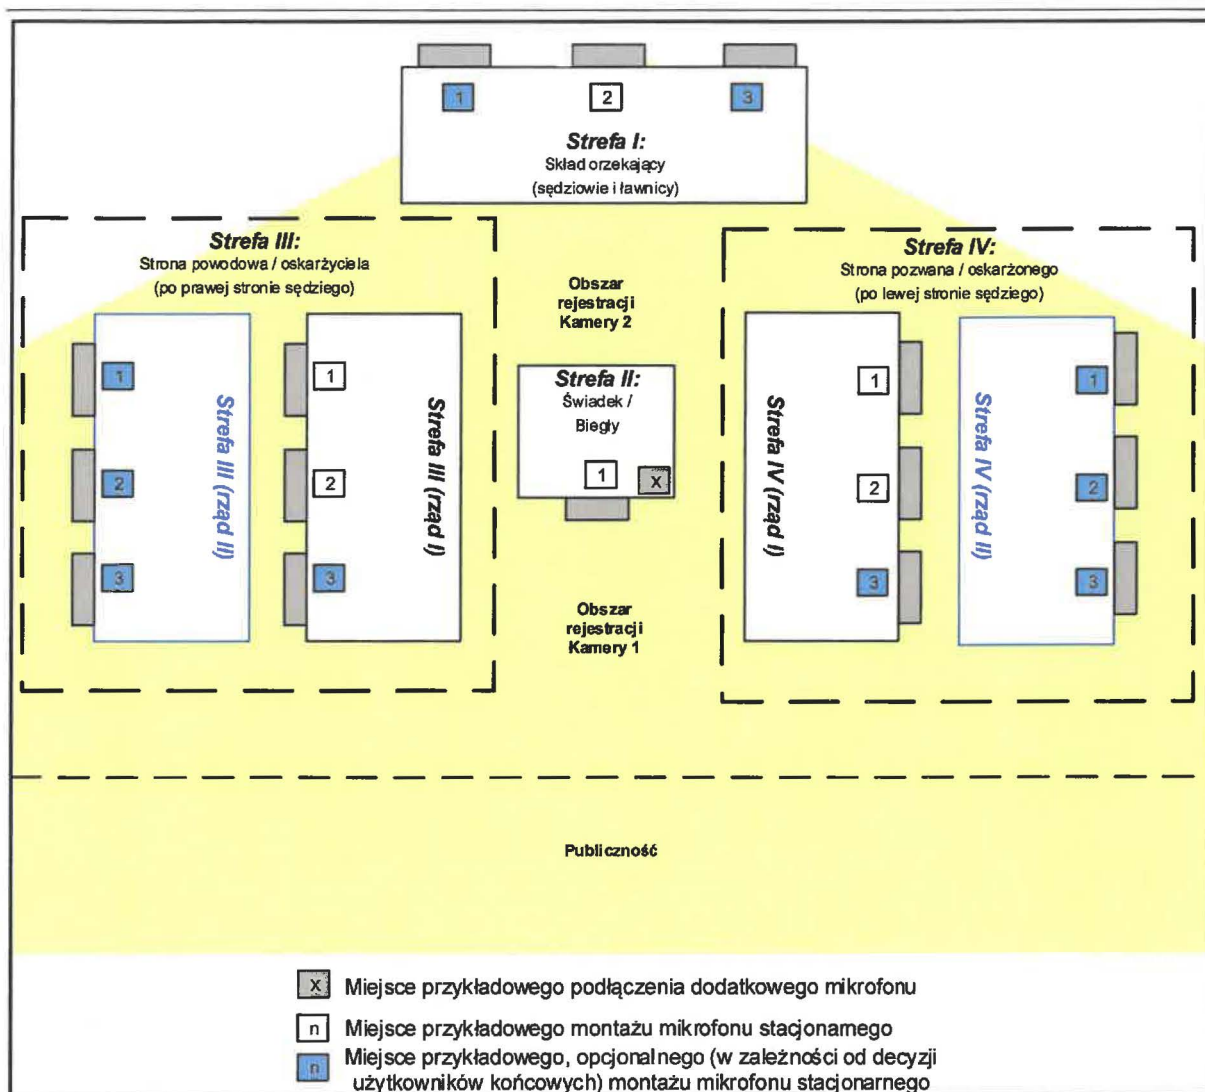 1
2
3
Strefa I:
Skład orzekający
(sędziowie i ławnicy)
Strefa III:
Strona powodowa / oskarżyciela
(po prawej stronie sędziego)
Strefa IV:
Strona pozwana / oskarżonego
(po lewej stronie sędziego)
Obszar
rejestracji
Kamery 2
1
2
3
Strefa III (rząd II)
1
2
3
Strefa III (rząd I)
Strefa II:
Świadek /
Biegły
1
x
Strefa IV (rząd I)
1
2
3
Strefa IV (rząd II)
1
2
3
Obszar
rejestracji
Kamery 1
Publiczność
x Miejsce przykładowego podłączenia dodatkowego mikrofonu
n Miejsce przykładowego montażu mikrofonu stacjonarnego
n Miejsce przykładowego, opcjonalnego (w zależności od decyzji
użytkowników końcowych) montażu mikrofonu stacjonarnego